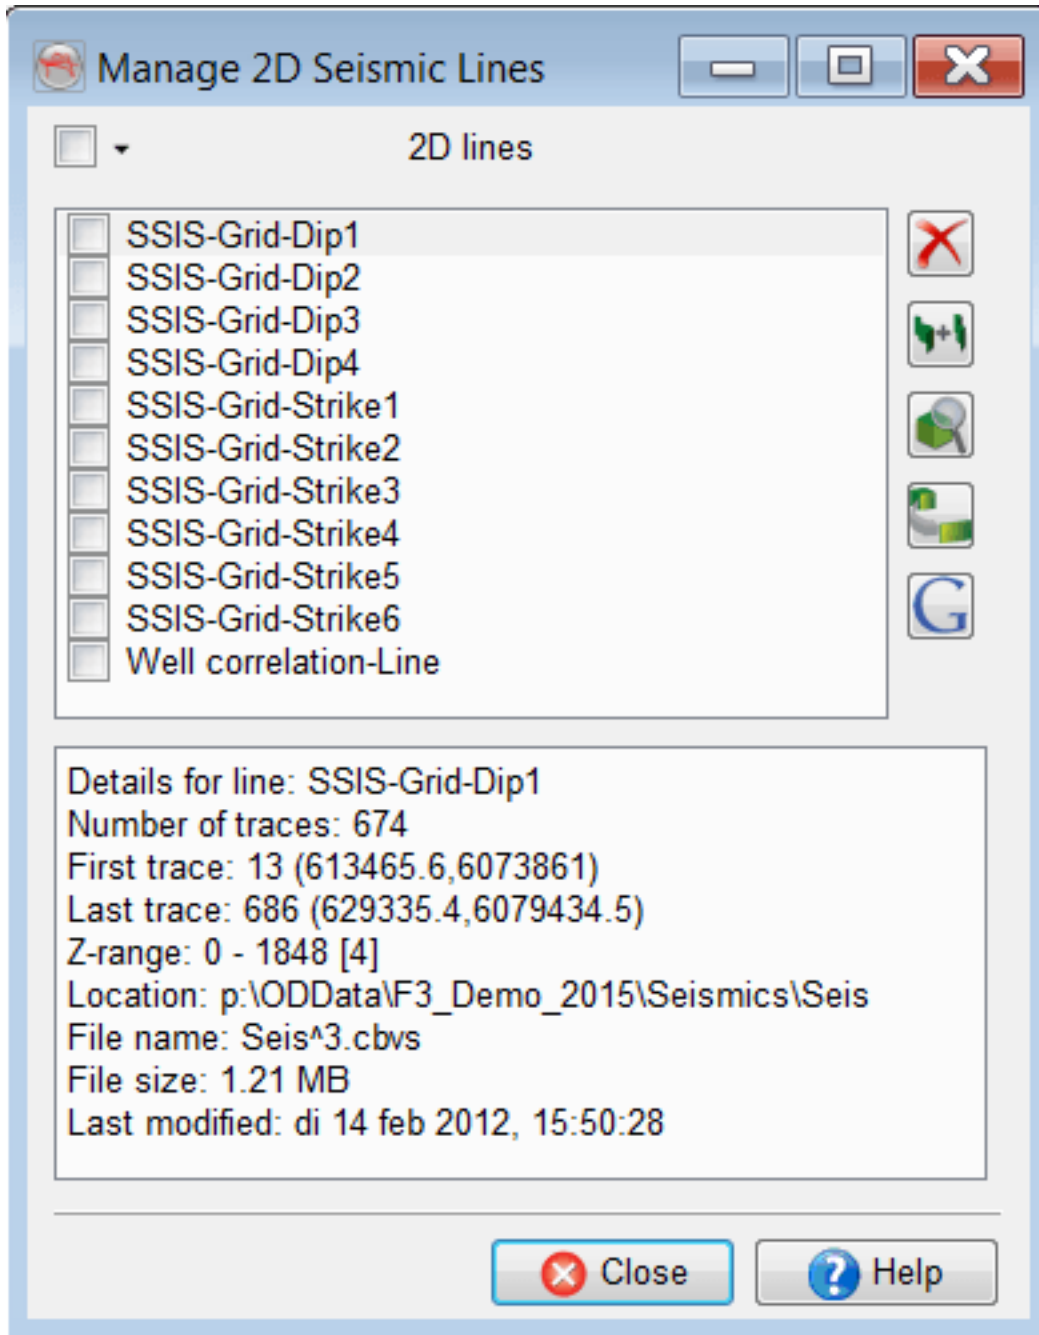 Manage 2D Seismic Lines
2D lines
SSIS-Grid-Dip1
SSIS-Grid-Dip2
SSIS-Grid-Dip3
SSIS-Grid-Dip4
SSIS-Grid-Strike1
SSIS-Grid-Strike2
SSIS-Grid-Strike3
SSIS-Grid-Strike4
SSIS-Grid-Strike5
SSIS-Grid-Strike6
Well correlation-Line
G
Details for line: SSIS-Grid-Dip1
Number of traces: 674
First trace: 13 (613465.6,6073861)
Last trace: 686 (629335.4,6079434.5)
Z-range: 0 - 1848 [4]
Location: p:\ODData\F3_Demo_2015\Seismics\Seis
File name: Seis^3.cbvs
File size: 1.21 MB
Last modified: di 14 feb 2012, 15:50:28
Close
Help